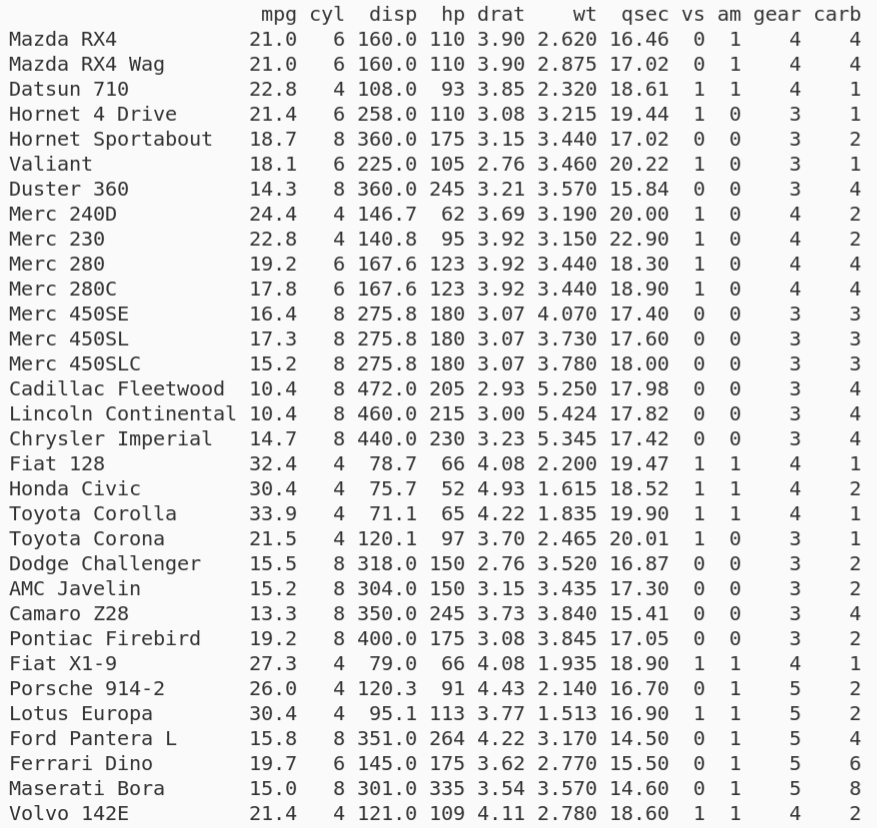 mpg cyl  disp  hp drat    wt  qsec vs am gear carb
Mazda RX4           21.0   6 160.0 110 3.90 2.620 16.46  0  1    4    4
Mazda RX4 Wag       21.0   6 160.0 110 3.90 2.875 17.02  0  1    4    4
Datsun 710          22.8   4 108.0  93 3.85 2.320 18.61  1  1    4    1
Hornet 4 Drive      21.4   6 258.0 110 3.08 3.215 19.44  1  0    3    1
Hornet Sportabout   18.7   8 360.0 175 3.15 3.440 17.02  0  0    3    2
Valiant             18.1   6 225.0 105 2.76 3.460 20.22  1  0    3    1
Duster 360          14.3   8 360.0 245 3.21 3.570 15.84  0  0    3    4
Merc 240D           24.4   4 146.7  62 3.69 3.190 20.00  1  0    4    2
Merc 230            22.8   4 140.8  95 3.92 3.150 22.90  1  0    4    2
Merc 280            19.2   6 167.6 123 3.92 3.440 18.30  1  0    4    4
Merc 280C           17.8   6 167.6 123 3.92 3.440 18.90  1  0    4    4
Merc 450SE          16.4   8 275.8 180 3.07 4.070 17.40  0  0    3    3
Merc 450SL          17.3   8 275.8 180 3.07 3.730 17.60  0  0    3    3
Merc 450SLC         15.2   8 275.8 180 3.07 3.780 18.00  0  0    3    3
Cadillac Fleetwood  10.4   8 472.0 205 2.93 5.250 17.98  0  0    3    4
Lincoln Continental 10.4   8 460.0 215 3.00 5.424 17.82  0  0    3    4
Chrysler Imperial   14.7   8 440.0 230 3.23 5.345 17.42  0  0    3    4
Fiat 128            32.4   4  78.7  66 4.08 2.200 19.47  1  1    4    1
Honda Civic         30.4   4  75.7  52 4.93 1.615 18.52  1  1    4    2
Toyota Corolla      33.9   4  71.1  65 4.22 1.835 19.90  1  1    4    1
Toyota Corona       21.5   4 120.1  97 3.70 2.465 20.01  1  0    3    1
Dodge Challenger    15.5   8 318.0 150 2.76 3.520 16.87  0  0    3    2
AMC Javelin         15.2   8 304.0 150 3.15 3.435 17.30  0  0    3    2
Camaro Z28          13.3   8 350.0 245 3.73 3.840 15.41  0  0    3    4
Pontiac Firebird    19.2   8 400.0 175 3.08 3.845 17.05  0  0    3    2
Fiat X1-9           27.3   4  79.0  66 4.08 1.935 18.90  1  1    4    1
Porsche 914-2       26.0   4 120.3  91 4.43 2.140 16.70  0  1    5    2
Lotus Europa        30.4   4  95.1 113 3.77 1.513 16.90  1  1    5    2
Ford Pantera L      15.8   8 351.0 264 4.22 3.170 14.50  0  1    5    4
Ferrari Dino        19.7   6 145.0 175 3.62 2.770 15.50  0  1    5    6
Maserati Bora       15.0   8 301.0 335 3.54 3.570 14.60  0  1    5    8
Volvo 142E          21.4   4 121.0 109 4.11 2.780 18.60  1  1    4    2